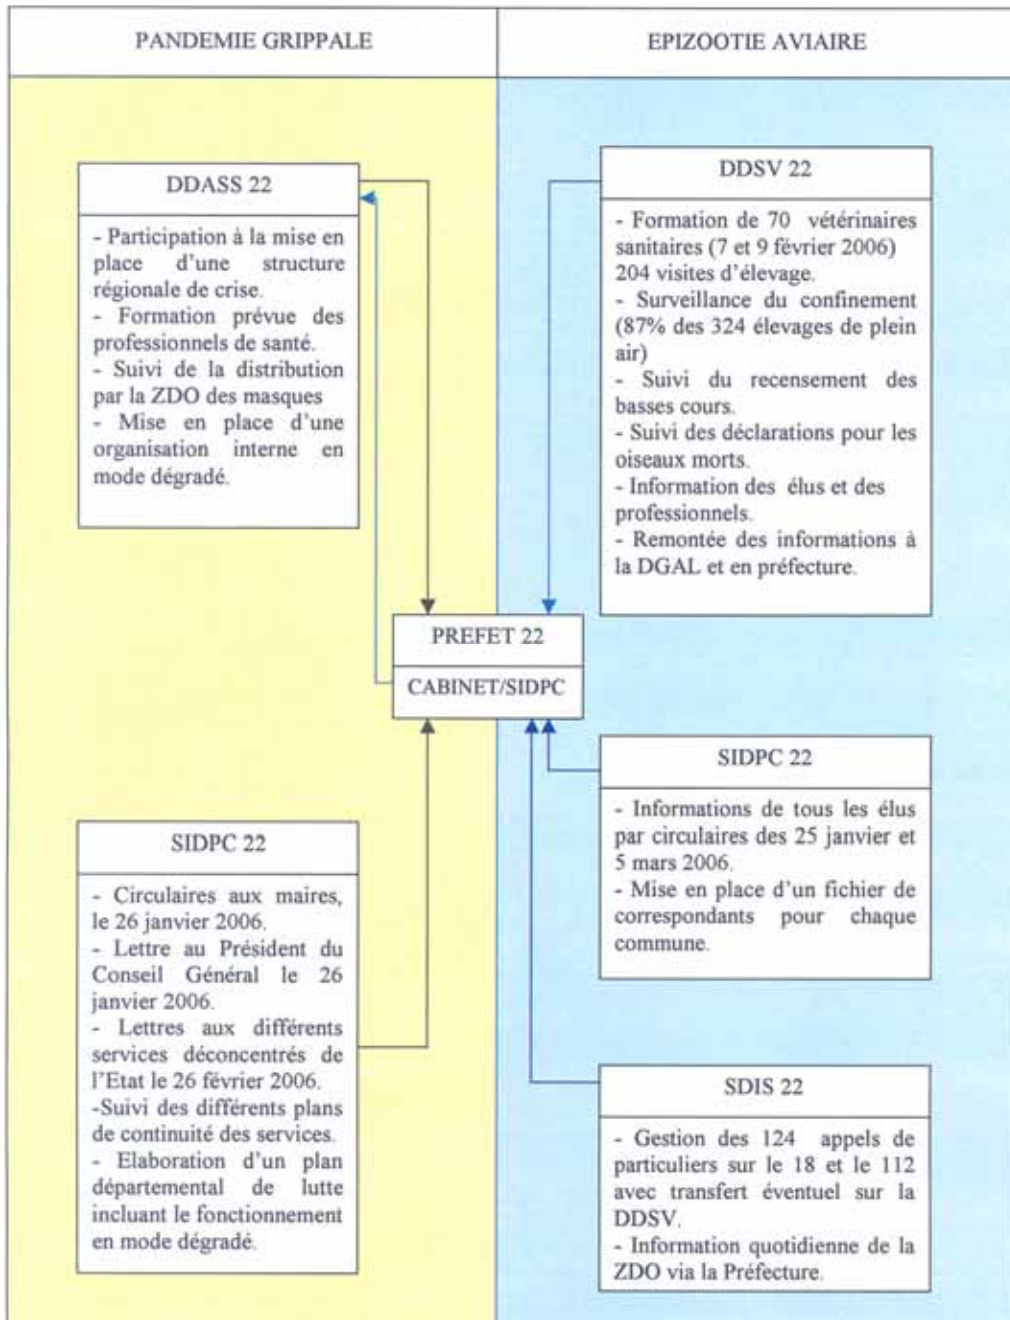 PANDEMIE GRIPPALE
EPIZOOTIE AVIAIRE
DDASS 22
- Participation à la mise en
place d'une structure
régionale de crise.
- Formation prévue des
professionnels de santé.
- Suivi de la distribution
par la ZDO des masques
- Mise en place d'une
organisation interne en
mode dégradé.
DDSV 22
- Formation de 70 vétérinaires
sanitaires (7 et 9 février 2006)
204 visites d'élevage.
- Surveillance du confinement
(87% des 324 élevages de plein
air)
- Suivi du recensement des
basses cours.
- Suivi des déclarations pour les
oiseaux morts.
- Information des élus et des
professionnels.
- Remontée des informations à
la DGAL et en préfecture.
PREFET 22
CABINET/SIDPC
SIDPC 22
- Circulaires aux maires,
le 26 janvier 2006.
- Lettre au Président du
Conseil Général le 26
janvier 2006.
- Lettres aux différents
services déconcentrés de
l'Etat le 26 février 2006.
-Suivi des différents plans
de continuité des services.
- Elaboration d'un plan
départemental de lutte
incluant le fonctionnement
en mode dégradé.
SIDPC 22
- Informations de tous les élus
par circulaires des 25 janvier et
5 mars 2006.
- Mise en place d'un fichier de
correspondants pour chaque
commune.
SDIS 22
- Gestion des 124 appels de
particuliers sur le 18 et le 112
avec transfert éventuel sur la
DDSV.
- Information quotidienne de la
ZDO via la Préfecture.